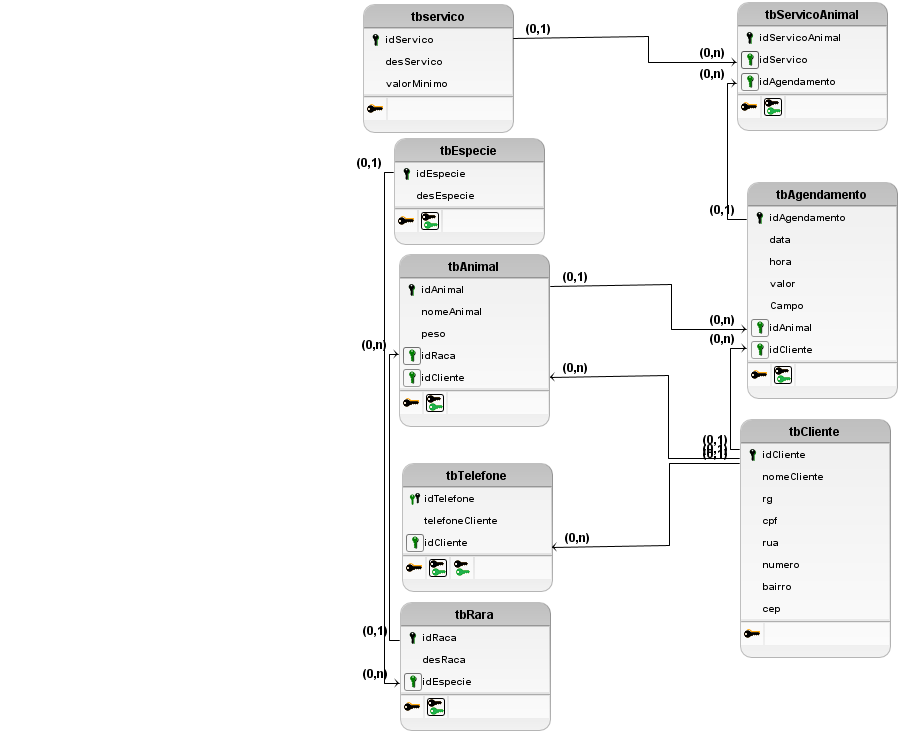 tbservico
idServico
desServico
valorMinimo
(0,1)
(0,n)
(0,n)
tbServicoAnimal
idServicoAnimal
idServico
idAgendamento
tbEspecie
idEspecie
desEspecie
(0,1)
tbAgendamento
idAgendamento
data
hora
valor
Campo
idAnimal
idCliente
(0,1)
(0,n)
(0,n)
tbAnimal
idAnimal
nomeAnimal
peso
idRaca
idCliente
(0,1)
(0,n)
(0,n)
tbCliente
idCliente
nomeCliente
rg
cpf
rua
numero
bairro
cep
(0,1)
(0,1)
(0,1)
tbTelefone
idTelefone
telefoneCliente
idCliente
(0,n)
tbRara
idRaca
desRaca
idEspecie
(0,1)
(0,n)